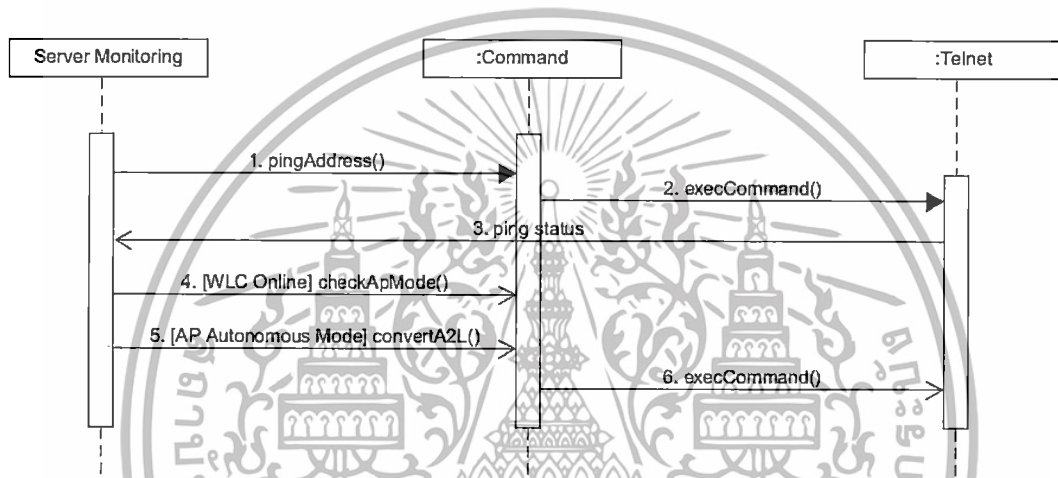 Server Monitoring
:Command
:Telnet
1. pingAddress()
2. execCommand()
3. ping status
4. [WLC Online] checkApMode()
5. [AP Autonomous Mode] convertA2L()
6. execCommand()